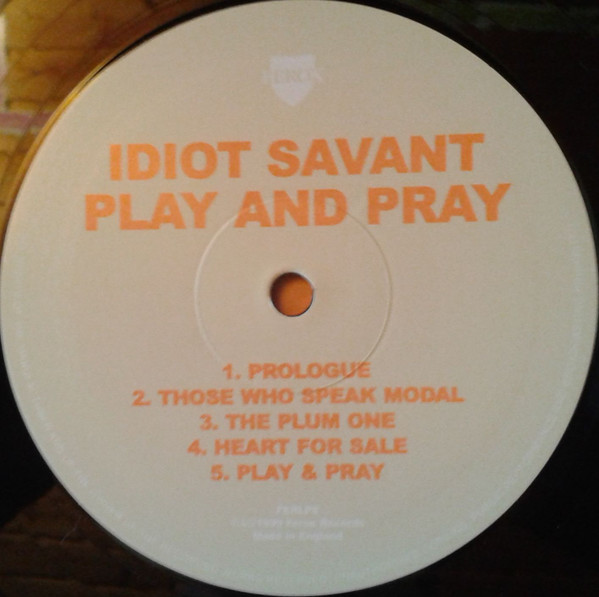 IDIOT SAVANT
PLAY AND PRAY
1. PROLOGUE
2. THOSE WHO SPEAK MODAL
3. THE PLUM ONE
4. HEART FOR SALE
5. PLAY & PRAY
Records
Made in England